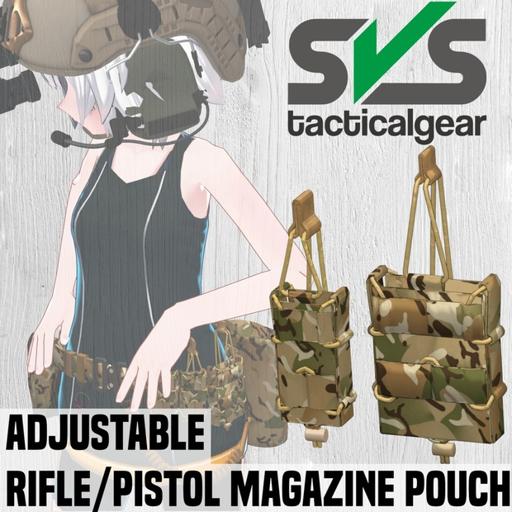 SVS
tacticalgear
ADJUSTABLE
RIFLE/PISTOL MAGAZINE POUCH